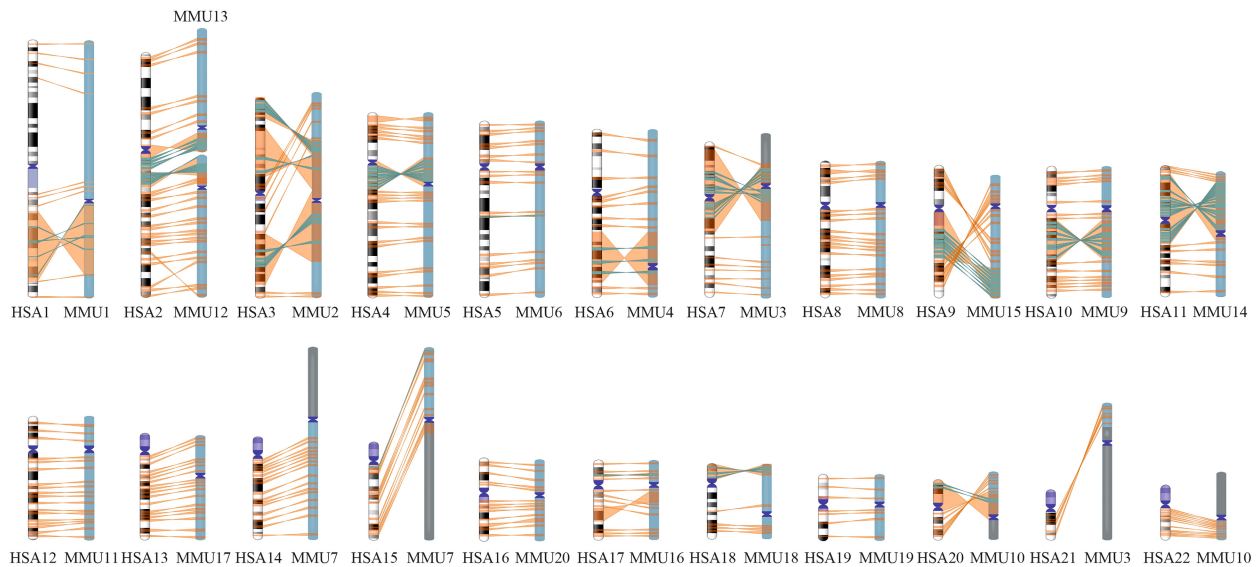 MMU13
HSA1 MMU1 HSA2 MMU12 HSA3 MMU2 HSA4 MMU5 HSA5 MMU6 HSA6 MMU4 HSA7 MMU3 HSA8 MMU8 HSA9 MMU15 HSA10 MMU9 HSA11 MMU14
HSA12 MMU11 HSA13 MMU17 HSA14 MMU7 HSA15 MMU7 HSA16 MMU20 HSA17 MMU16 HSA18 MMU18 HSA19 MMU19 HSA20 MMU10 HSA21 MMU3 HSA22 MMU10